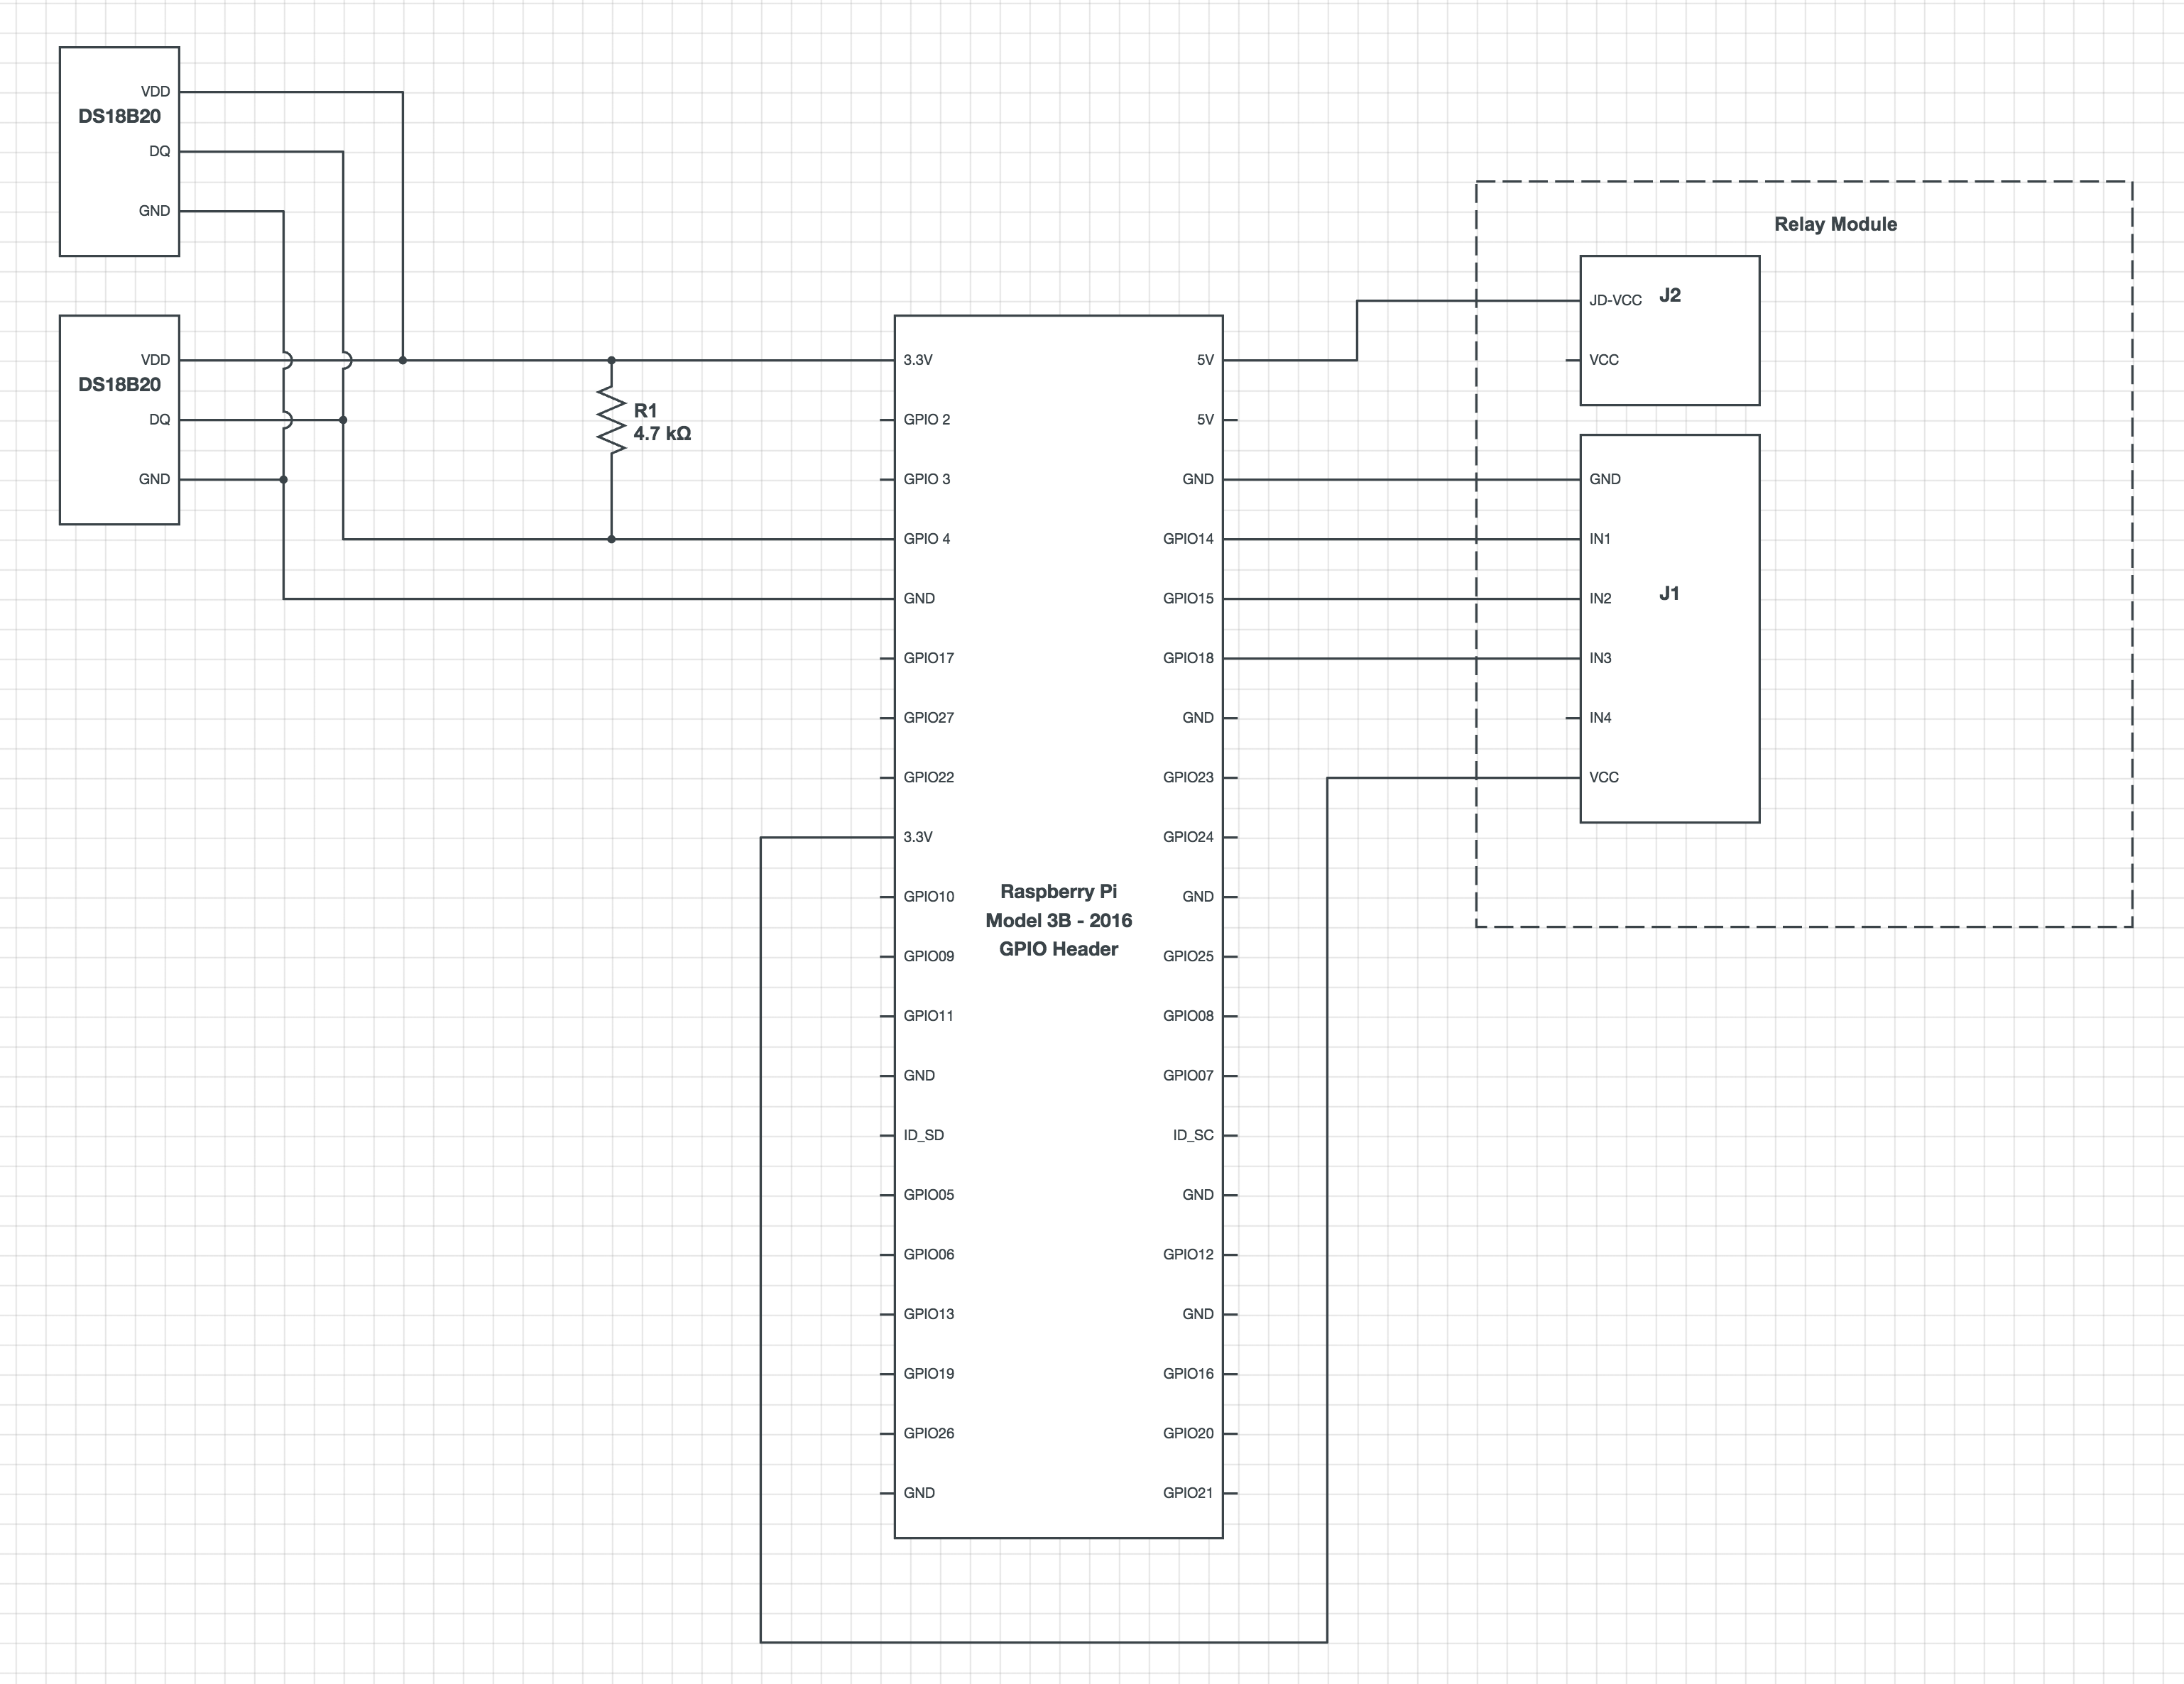 VDD
DS18B20
DQ
GND
VDD
DS18B20
DQ
GND
R1
4.7 kΩ
3.3V
GPIO 2
GPIO 3
GPIO 4
GND
GPIO17
GPIO27
GPIO22
3.3V
GPIO10
GPIO09
GPIO11
GND
ID_SD
GPIO05
GPIO06
GPIO13
GPIO19
GPIO26
GND
Raspberry Pi
Model 3B - 2016
GPIO Header
5V
5V
GND
GPIO14
GPIO15
GPIO18
GND
GPIO23
GPIO24
GND
GPIO25
GPIO08
GPIO07
ID_SC
GND
GPIO12
GND
GPIO16
GPIO20
GPIO21
Relay Module
JD-VCC J2
VCC
GND
IN1
J1
IN2
IN3
IN4
VCC